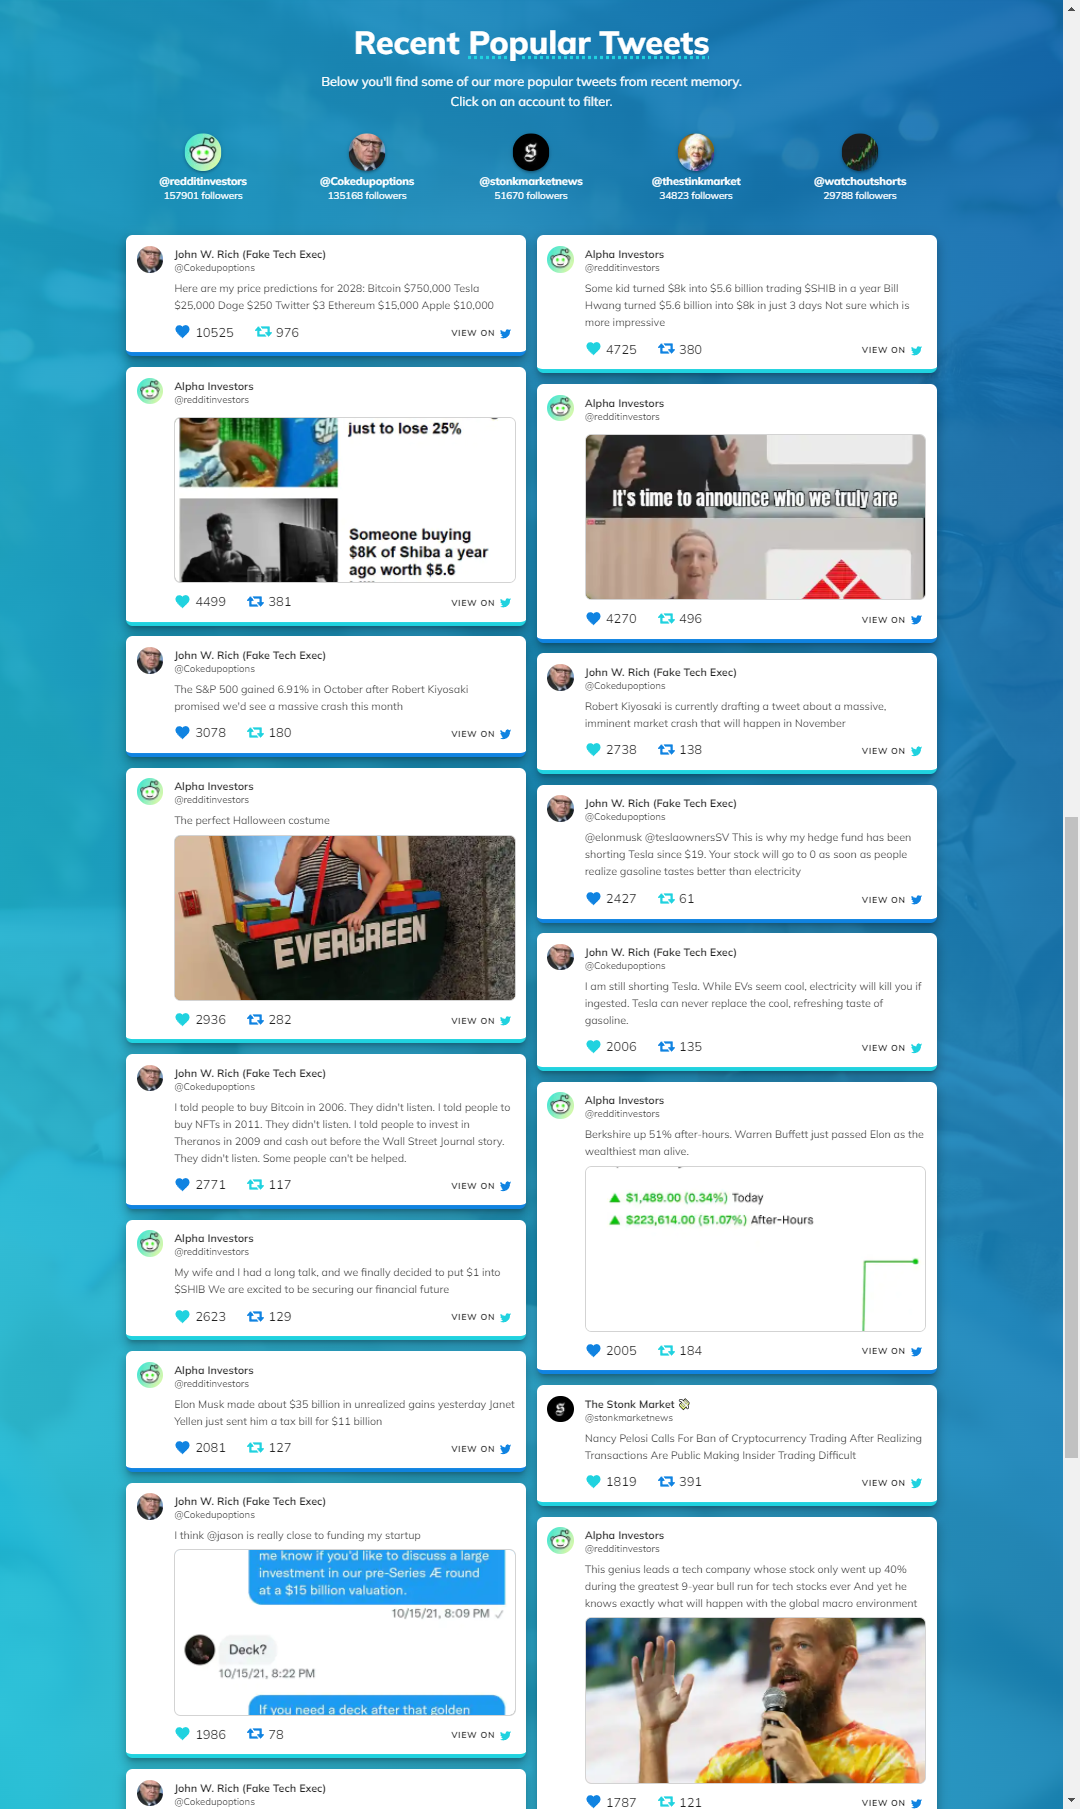 Recent Popular Tweets
Below you'll find some of our more popular tweets from recent memory.
Click on an account to filter.
@redditinvestors
157901 followers
@Cokedupoptions
135168 followers
@stonkmarketnews
51670 followers
@thestinkmarket
34823 followers
@watchoutshorts
29788 followers
John W. Rich (Fake Tech Exec)
@Cokedupoptions
Here are my price predictions for 2028: Bitcoin $750,000 Tesla
$25,000 Doge $250 Twitter $3 Ethereum $15,000 Apple $10,000
10525 976 VIEW ON
Alpha Investors
@redditinvestors
just to lose 25%
Someone buying
$8K of Shiba a year
ago worth $5.6
4499 381 VIEW ON
John W. Rich (Fake Tech Exec)
@Cokedupoptions
The S&P 500 gained 6.91% in October after Robert Kiyosaki
promised we'd see a massive crash this month
3078 180 VIEW ON
Alpha Investors
@redditinvestors
The perfect Halloween costume
EVERGREEN
2936 282 VIEW ON
John W. Rich (Fake Tech Exec)
@Cokedupoptions
I told people to buy Bitcoin in 2006. They didn't listen. I told people to
buy NFTs in 2011. They didn't listen. I told people to invest in
Theranos in 2009 and cash out before the Wall Street Journal story.
They didn't listen. Some people can't be helped.
2771 117 VIEW ON
Alpha Investors
@redditinvestors
My wife and I had a long talk, and we finally decided to put $1 into
$SHIB We are excited to be securing our financial future
2623 129 VIEW ON
Alpha Investors
@redditinvestors
Elon Musk made about $35 billion in unrealized gains yesterday Janet
Yellen just sent him a tax bill for $11 billion
2081 127 VIEW ON
John W. Rich (Fake Tech Exec)
@Cokedupoptions
I think @jason is really close to funding my startup
me know if you'd like to discuss a large
investment in our pre-Series Æ round
at a $15 billion valuation.
10/15/21, 8:09 PM ✓
Deck?
10/15/21, 8:22 PM
If you need a deck after that golden
1986 78 VIEW ON
John W. Rich (Fake Tech Exec)
@Cokedupoptions
Alpha Investors
@redditinvestors
Some kid turned $8k into $5.6 billion trading $SHIB in a year Bill
Hwang turned $5.6 billion into $8k in just 3 days Not sure which is
more impressive
4725 380 VIEW ON
Alpha Investors
@redditinvestors
It's time to announce who we truly are
4270 496 VIEW ON
John W. Rich (Fake Tech Exec)
@Cokedupoptions
Robert Kiyosaki is currently drafting a tweet about a massive,
imminent market crash that will happen in November
2738 138 VIEW ON
John W. Rich (Fake Tech Exec)
@Cokedupoptions
@elonmusk @teslaownersSV This is why my hedge fund has been
shorting Tesla since $19. Your stock will go to 0 as soon as people
realize gasoline tastes better than electricity
2427 61 VIEW ON
John W. Rich (Fake Tech Exec)
@Cokedupoptions
I am still shorting Tesla. While EVs seem cool, electricity will kill you if
ingested. Tesla can never replace the cool, refreshing taste of
gasoline.
2006 135 VIEW ON
Alpha Investors
@redditinvestors
Berkshire up 51% after-hours. Warren Buffett just passed Elon as the
wealthiest man alive.
$1,489.00 (0.34%) Today
$223,614.00 (51.07%) After-Hours
2005 184 VIEW ON
The Stonk Market
@stonkmarketnews
Nancy Pelosi Calls For Ban of Cryptocurrency Trading After Realizing
Transactions Are Public Making Insider Trading Difficult
1819 391 VIEW ON
Alpha Investors
@redditinvestors
This genius leads a tech company whose stock only went up 40%
during the greatest 9-year bull run for tech stocks ever And yet he
knows exactly what will happen with the global macro environment
1787 121 VIEW ON